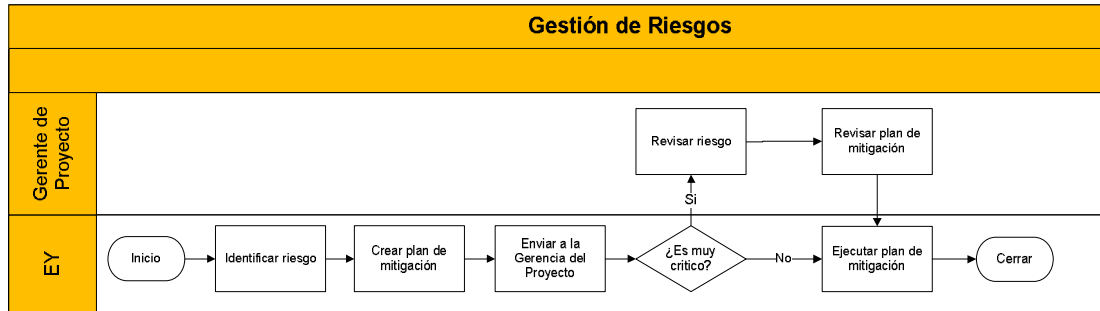 Gestión de Riesgos
Gerente de
Proyecto
Revisar riesgo
Revisar plan de
mitigación
Si
EY
Inicio
Identificar riesgo
Crear plan de
mitigación
Enviar a la
Gerencia del
Proyecto
¿Es muy
critico?
No
Ejecutar plan de
mitigación
Cerrar